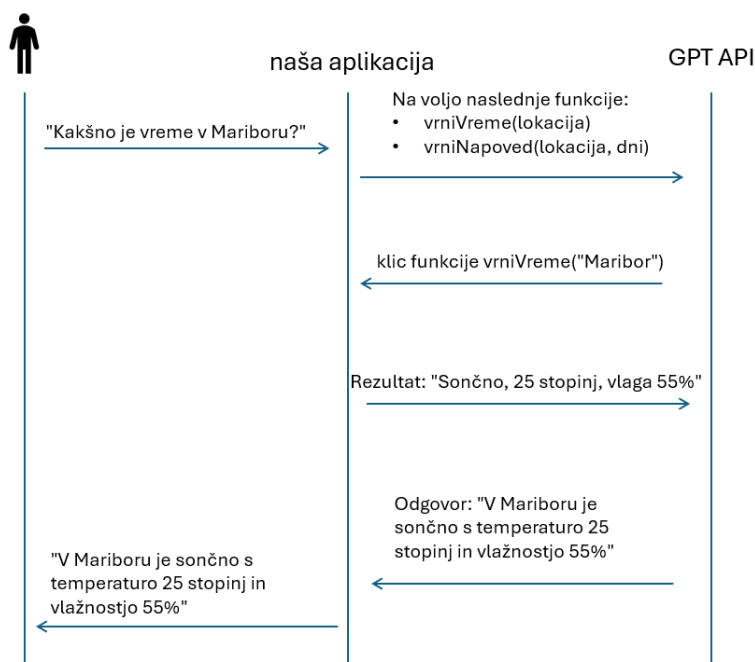 naša aplikacija
GPT API
"Kakšno je vreme v Mariboru?"
Na voljo naslednje funkcije:
• vrniVreme(lokacija)
• vrniNapoved(lokacija, dni)
klic funkcije vrniVreme("Maribor")
Rezultat: "Sončno, 25 stopinj, vlaga 55%"
Odgovor: "V Mariboru je
sončno s temperaturo 25
stopinj in vlažnostjo 55%"
"V Mariboru je sončno s
temperaturo 25 stopinj in
vlažnostjo 55%"